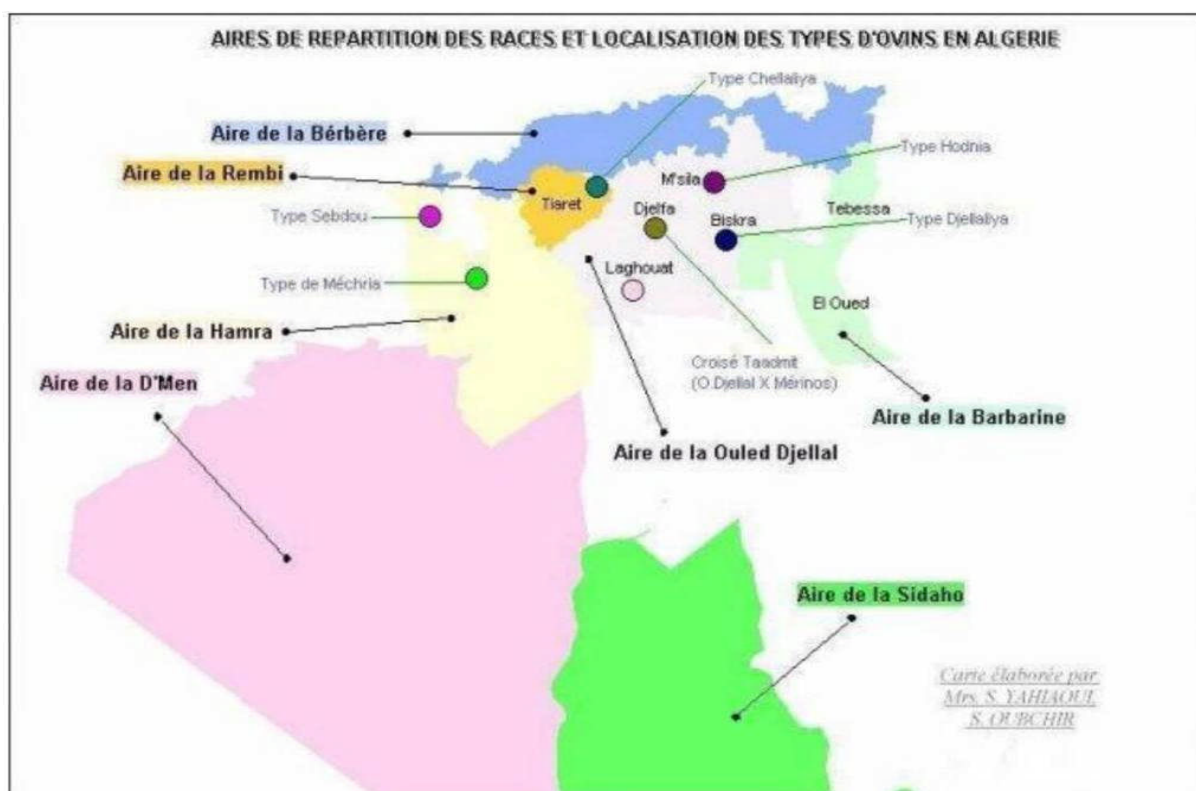 AIRES DE REPARTITION DES RACES ET LOCALISATION DES TYPES D'OVINS EN ALGERIE
Type Chellaliya
Aire de la Bérbère
Type Hodnia
Aire de la Rembi
M'sila
Tiaret
Djelfa
Biskra
Tebessa
Type Sebdou
Type Djellaliya
Laghouat
Type de Méchria
El Oued
Aire de la Hamra
Croisé Taadmit
(O.Djellal X Mérinos)
Aire de la D'Men
Aire de la Barbarine
Aire de la Ouled Djellal
Aire de la Sidaho
Carte élaborée par
Mrs. S. YAHIAOUI,
S. OUBCHIR